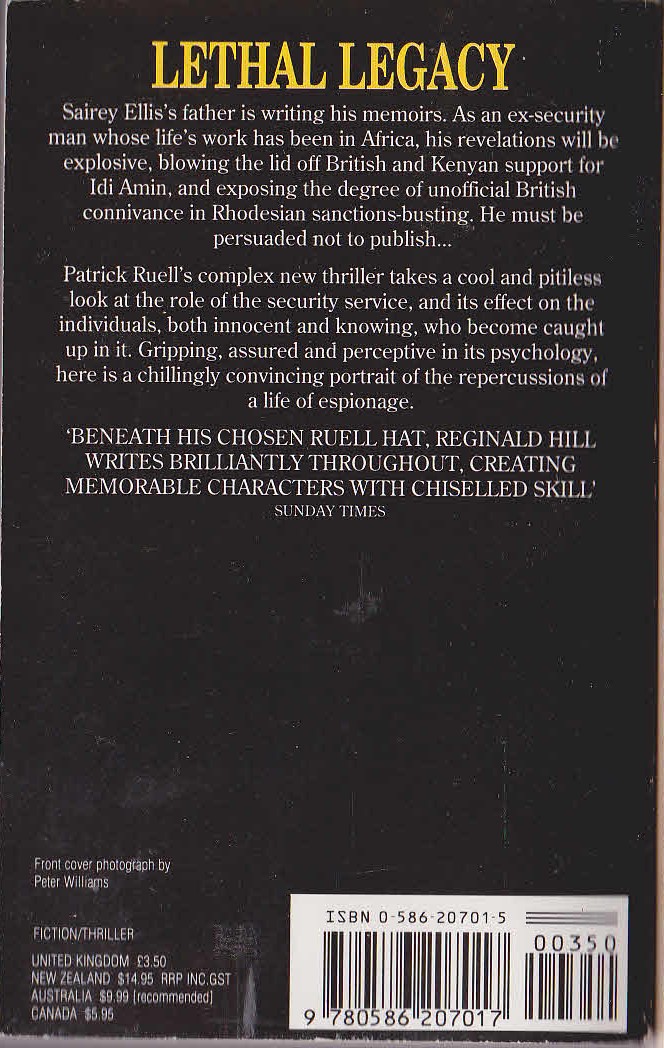 LETHAL LEGACY
Sairey Ellis's father is writing his memoirs. As an ex-security
man whose life's work has been in Africa, his revelations will be
explosive, blowing the lid off British and Kenyan support for
Idi Amin, and exposing the degree of unofficial British
connivance in Rhodesian sanctions-busting. He must be
persuaded not to publish...
Patrick Ruell's complex new thriller takes a cool and pitiless
look at the role of the security service, and its effect on the
individuals, both innocent and knowing, who become caught
up in it. Gripping, assured and perceptive in its psychology,
here is a chillingly convincing portrait of the repercussions of
a life of espionage.
'BENEATH HIS CHOSEN RUELL HAT, REGINALD HILL
WRITES BRILLIANTLY THROUGHOUT, CREATING
MEMORABLE CHARACTERS WITH CHISELLED SKILL'
SUNDAY TIMES
Front cover photograph by
Peter Williams
FICTION/THRILLER
UNITED KINGDOM £3.50
NEW ZEALAND $14.95 RRP INC.GST
AUSTRALIA $9.99 [recommended]
CANADA $5.95
ISBN 0-586-20701-5
00350
9 780586 207017